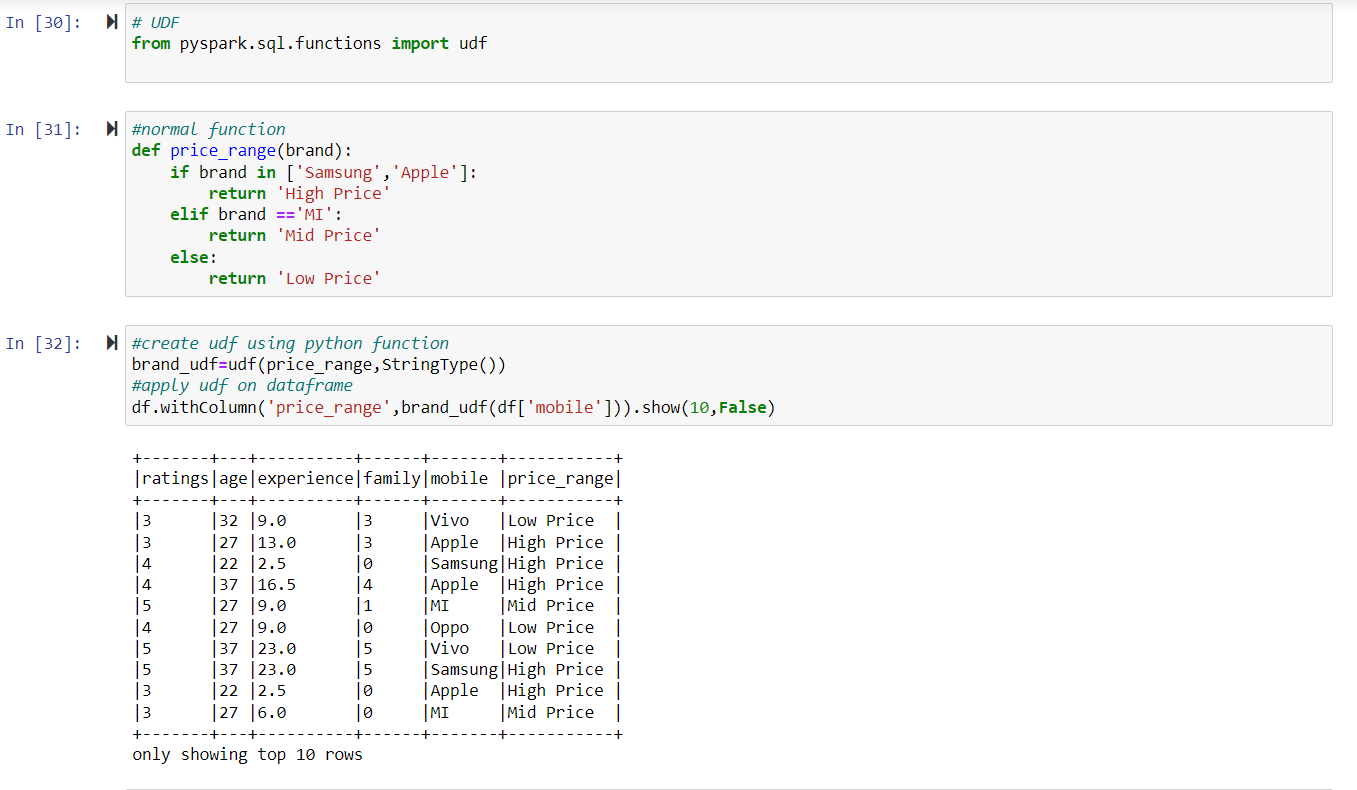 In [30]: # UDF
from pyspark.sql.functions import udf
In [31]: #normal function
def price_range(brand):
    if brand in ['Samsung','Apple']:
        return 'High Price'
    elif brand =='MI':
        return 'Mid Price'
    else:
        return 'Low Price'
In [32]: #create udf using python function
brand_udf=udf(price_range,StringType())
#apply udf on dataframe
df.withColumn('price_range',brand_udf(df['mobile'])).show(10,False)
+-------+---+----------+------+-------+-----------+
|ratings|age|experience|family|mobile |price_range|
+-------+---+----------+------+-------+-----------+
|3      |32 |9.0       |3     |Vivo   |Low Price  |
|3      |27 |13.0      |3     |Apple  |High Price |
|4      |22 |2.5       |0     |Samsung|High Price |
|4      |37 |16.5      |4     |Apple  |High Price |
|5      |27 |9.0       |1     |MI     |Mid Price  |
|4      |27 |9.0       |0     |Oppo   |Low Price  |
|5      |37 |23.0      |5     |Vivo   |Low Price  |
|5      |37 |23.0      |5     |Samsung|High Price |
|3      |22 |2.5       |0     |Apple  |High Price |
|3      |27 |6.0       |0     |MI     |Mid Price  |
+-------+---+----------+------+-------+-----------+
only showing top 10 rows